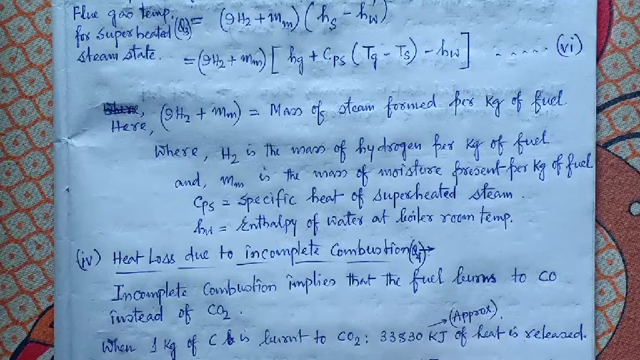 Flue gas temp.
for superheated (Q3) = (9H2 + mm) (hs - hw)
steam state. = (9H2 + mm) [hg + Cps (Tg - Ts) - hw] ..... (vi)
Here, (9H2 + mm) = Mass of steam formed per kg of fuel.
Where, H2 is the mass of hydrogen per kg of fuel
and, mm is the mass of moisture present per kg of fuel
Cps = specific heat of superheated steam.
hw = Enthalpy of water at boiler room temp.
(iv) Heat Loss due to incomplete Combustion
Incomplete Combustion implies that the fuel burns to CO
instead of CO2.
(Approx).
When 1 kg of C is burnt to CO2: 33830 KJ of heat is released.